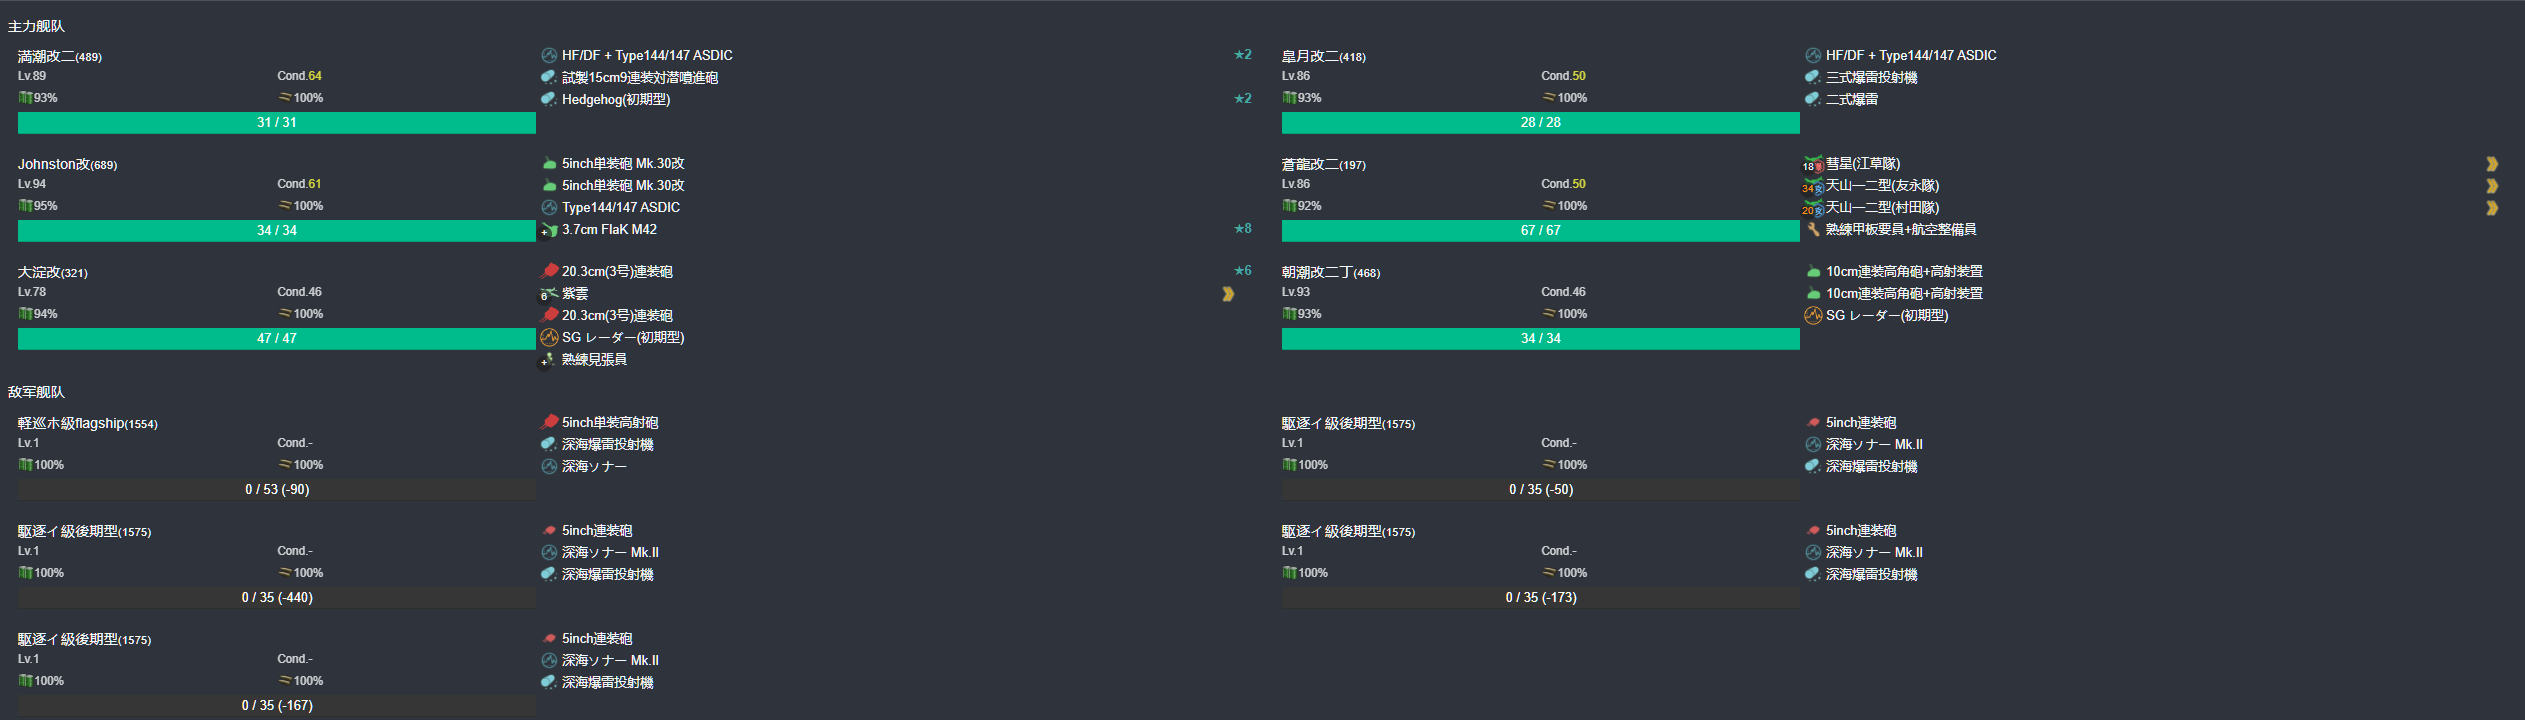 主力舰队
満潮改二(489)
Lv.89 Cond.64
93% 100%
31 / 31
HF/DF + Type144/147 ASDIC ★2
試製15cm9連装対潜噴進砲
Hedgehog(初期型) ★2
皐月改二(418)
Lv.86 Cond.50
93% 100%
28 / 28
HF/DF + Type144/147 ASDIC
三式爆雷投射機
二式爆雷
Johnston改(689)
Lv.94 Cond.61
95% 100%
34 / 34
5inch単装砲 Mk.30改
5inch単装砲 Mk.30改
Type144/147 ASDIC
+ 3.7cm FlaK M42 ★8
蒼龍改二(197)
Lv.86 Cond.50
92% 100%
67 / 67
18 彗星(江草隊)
34 天山一二型(友永隊)
20 天山一二型(村田隊)
熟練甲板要員+航空整備員
大淀改(321)
Lv.78 Cond.46
94% 100%
47 / 47
20.3cm(3号)連装砲 ★6
6 紫雲
20.3cm(3号)連装砲
SG レーダー(初期型)
+ 熟練見張員
朝潮改二丁(468)
Lv.93 Cond.46
93% 100%
34 / 34
10cm連装高角砲+高射装置
10cm連装高角砲+高射装置
SG レーダー(初期型)
敌军舰队
軽巡ホ級flagship(1554)
Lv.1 Cond.-
100% 100%
0 / 53 (-90)
5inch単装高射砲
深海爆雷投射機
深海ソナー
駆逐イ級後期型(1575)
Lv.1 Cond.-
100% 100%
0 / 35 (-50)
5inch連装砲
深海ソナー Mk.II
深海爆雷投射機
駆逐イ級後期型(1575)
Lv.1 Cond.-
100% 100%
0 / 35 (-440)
5inch連装砲
深海ソナー Mk.II
深海爆雷投射機
駆逐イ級後期型(1575)
Lv.1 Cond.-
100% 100%
0 / 35 (-173)
5inch連装砲
深海ソナー Mk.II
深海爆雷投射機
駆逐イ級後期型(1575)
Lv.1 Cond.-
100% 100%
0 / 35 (-167)
5inch連装砲
深海ソナー Mk.II
深海爆雷投射機